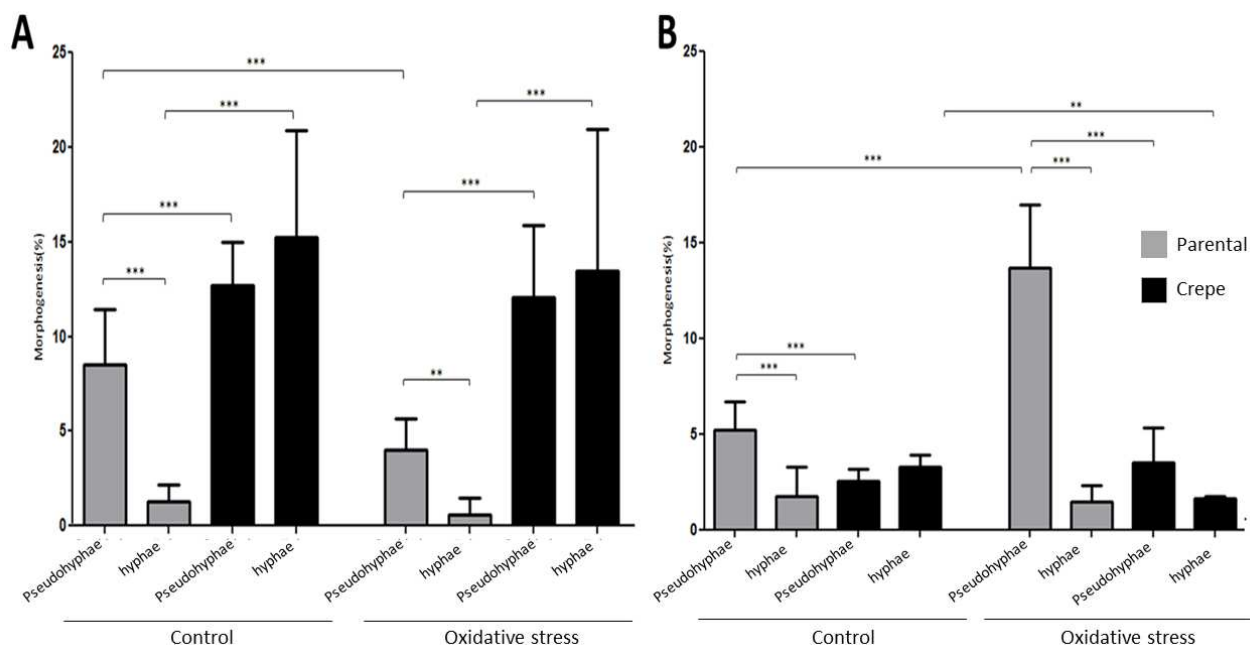 A
25
20
15
10
5
0
Morphogenesis(%)
***
***
***
***
***
***
***
**
Pseudohyphae
hyphae
Pseudohyphae
hyphae
Pseudohyphae
hyphae
Pseudohyphae
hyphae
Control
Oxidative stress
B
25
20
15
10
5
0
Morphogenesis(%)
**
***
***
***
***
***
Parental
Crepe
Pseudohyphae
hyphae
Pseudohyphae
hyphae
Pseudohyphae
hyphae
Pseudohyphae
hyphae
Control
Oxidative stress